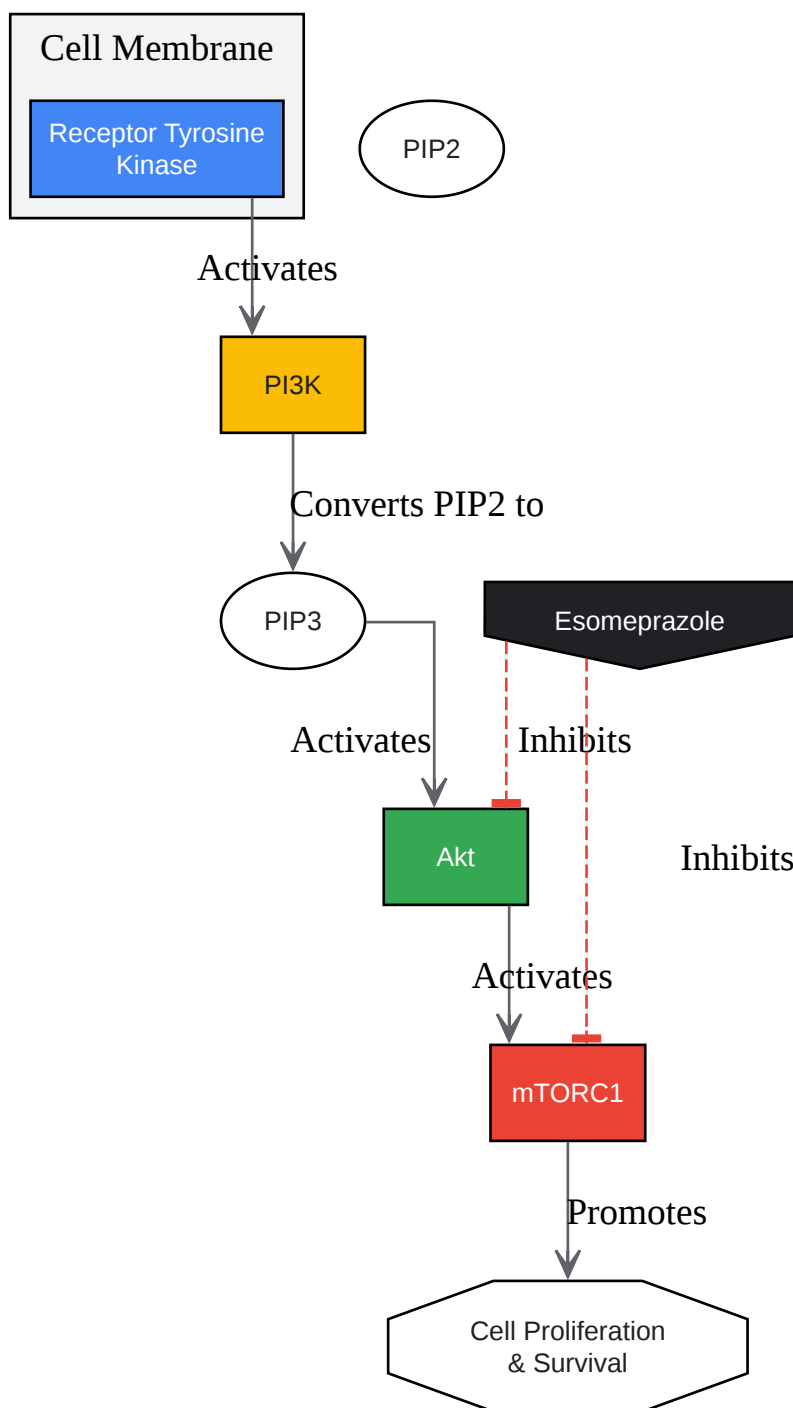 Cell Membrane
Receptor Tyrosine
Kinase
PIP2
Activates
PI3K
Converts PIP2 to
PIP3
Esomeprazole
Activates
Inhibits
Akt
Inhibits
Activates
mTORC1
Promotes
Cell Proliferation
& Survival